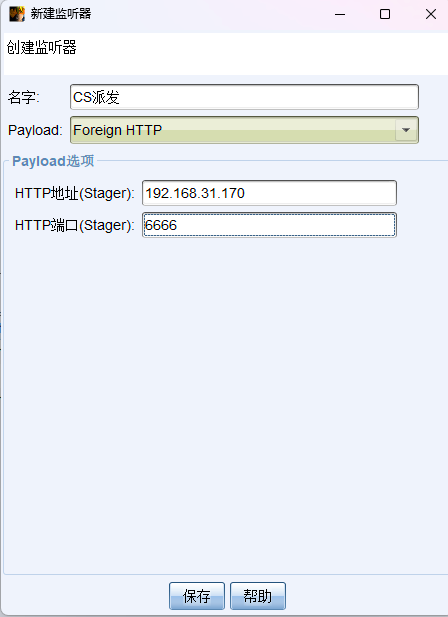 新建监听器
创建监听器
名字: CS派发
Payload: Foreign HTTP
Payload选项
HTTP地址(Stager): 192.168.31.170
HTTP端口(Stager): 6666
保存 帮助